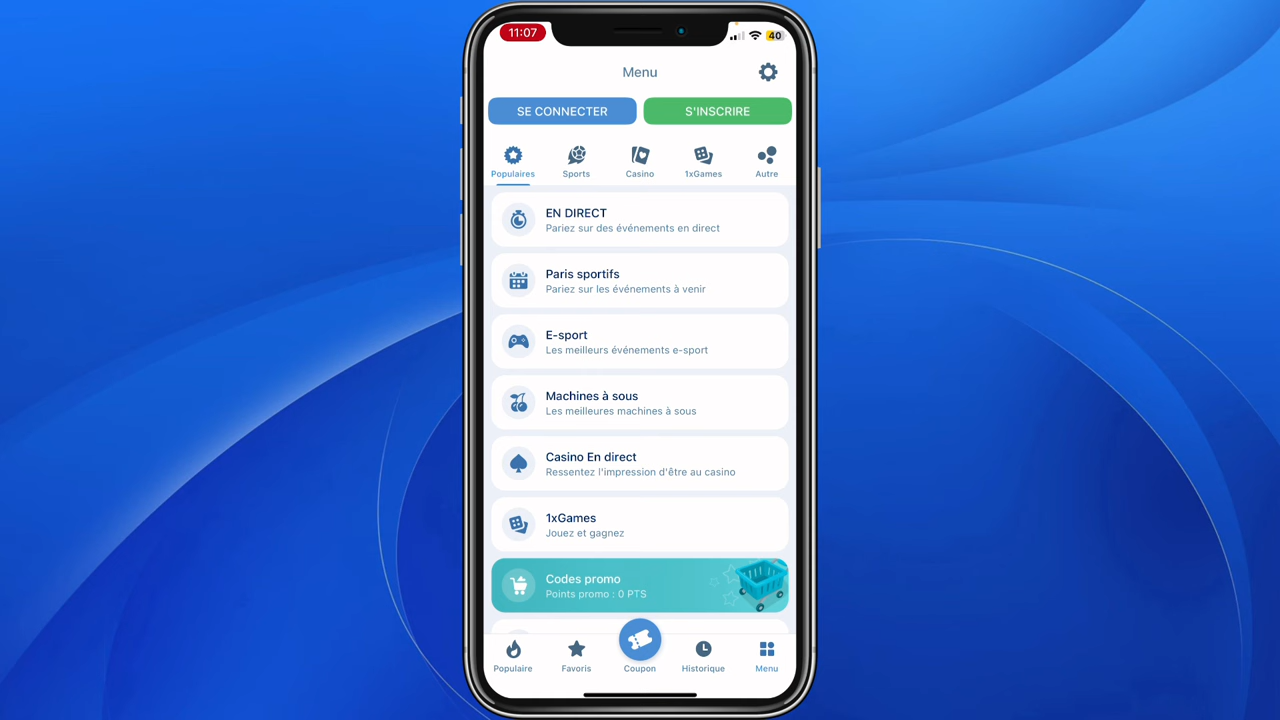 11:07
40
Menu
SE CONNECTER
S'INSCRIRE
Populaires
Sports
Casino
1xGames
Autre
EN DIRECT
Pariez sur des événements en direct
Paris sportifs
Pariez sur les événements à venir
E-sport
Les meilleurs événements e-sport
Machines à sous
Les meilleures machines à sous
Casino En direct
Ressentez l'impression d'être au casino
1xGames
Jouez et gagnez
Codes promo
Points promo : 0 PTS
Populaire
Favoris
Coupon
Historique
Menu